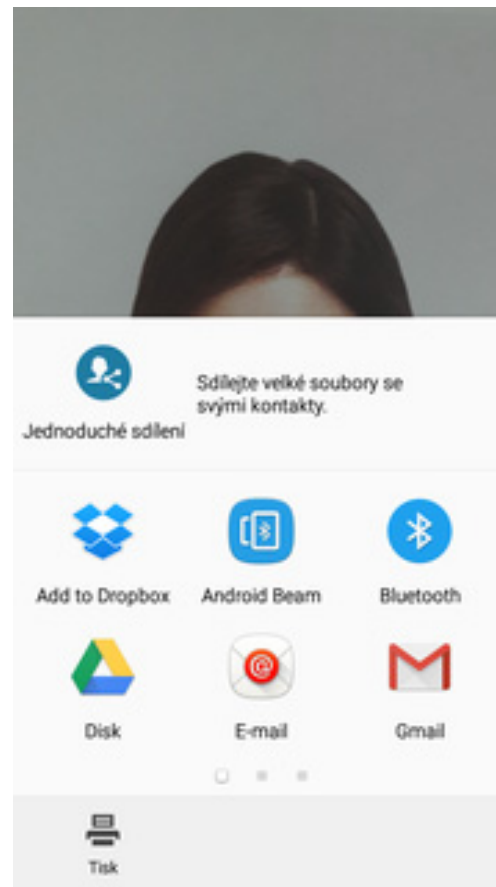 Sdílejte velké soubory se
svými kontakty.
Jednoduché sdílení
Add to Dropbox
Android Beam
Bluetooth
Disk
E-mail
Gmail
Tisk